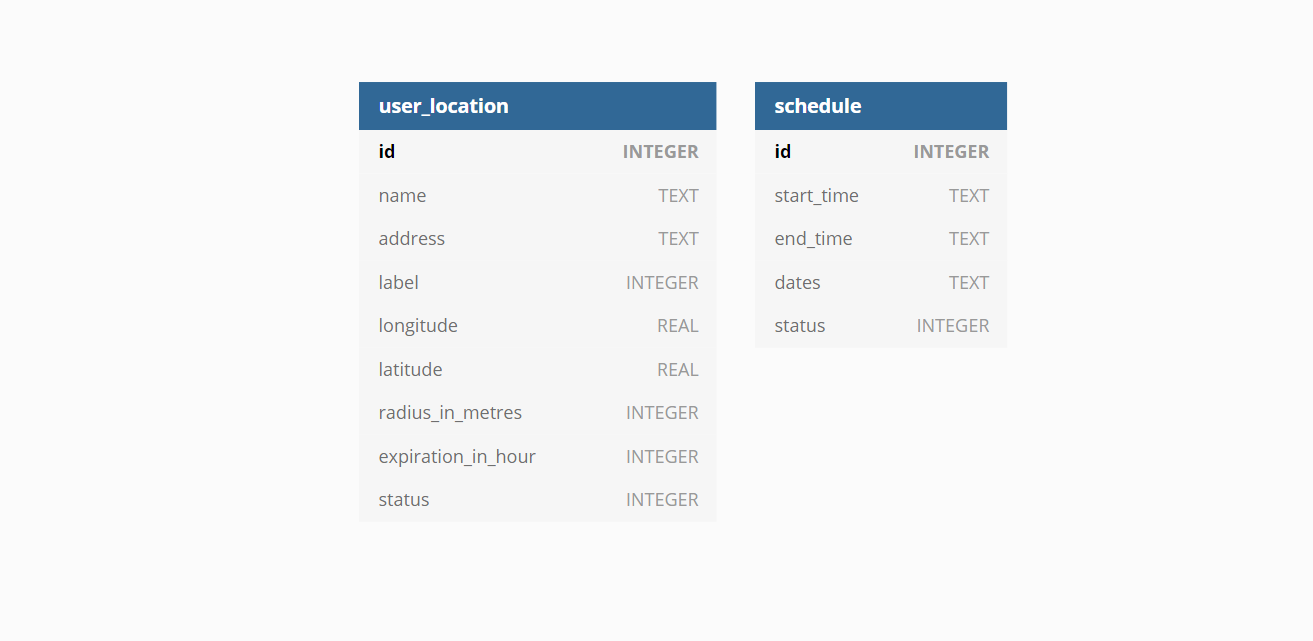 user_location
id INTEGER
name TEXT
address TEXT
label INTEGER
longitude REAL
latitude REAL
radius_in_metres INTEGER
expiration_in_hour INTEGER
status INTEGER
schedule
id INTEGER
start_time TEXT
end_time TEXT
dates TEXT
status INTEGER